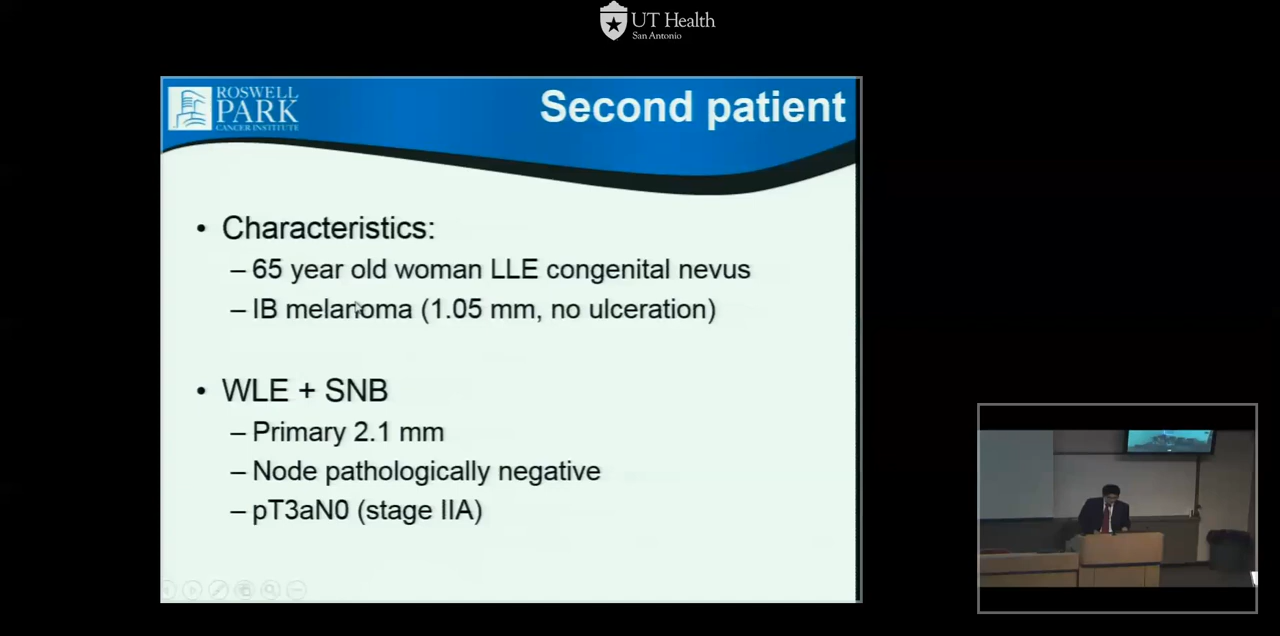 UT Health
San Antonio
ROSWELL
PARK
CANCER INSTITUTE
Second patient
• Characteristics:
– 65 year old woman LLE congenital nevus
– IB melanoma (1.05 mm, no ulceration)
• WLE + SNB
– Primary 2.1 mm
– Node pathologically negative
– pT3aN0 (stage IIA)